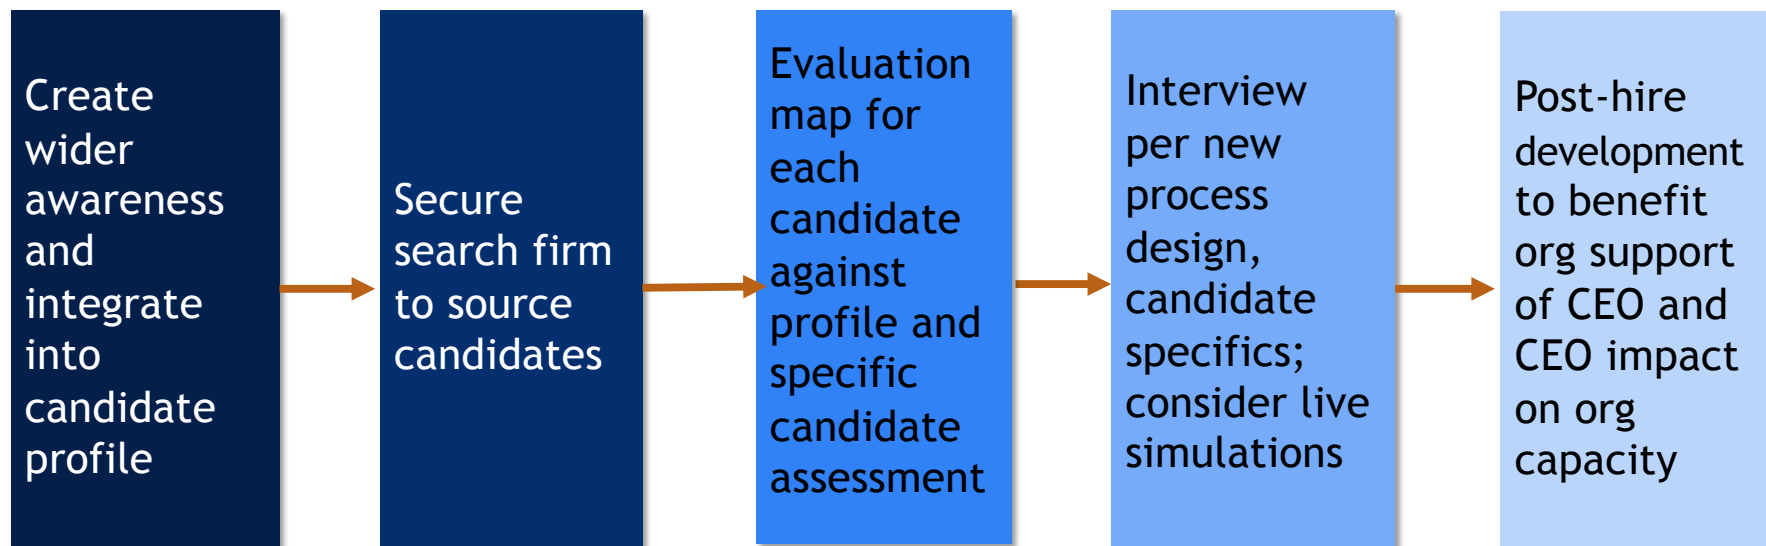 Create
wider
awareness
and
integrate
into
candidate
profile
Secure
search firm
to source
candidates
Evaluation
map for
each
candidate
against
profile and
specific
candidate
assessment
Interview
per new
process
design,
candidate
specifics;
consider live
simulations
Post-hire
development
to benefit
org support
of CEO and
CEO impact
on org
capacity